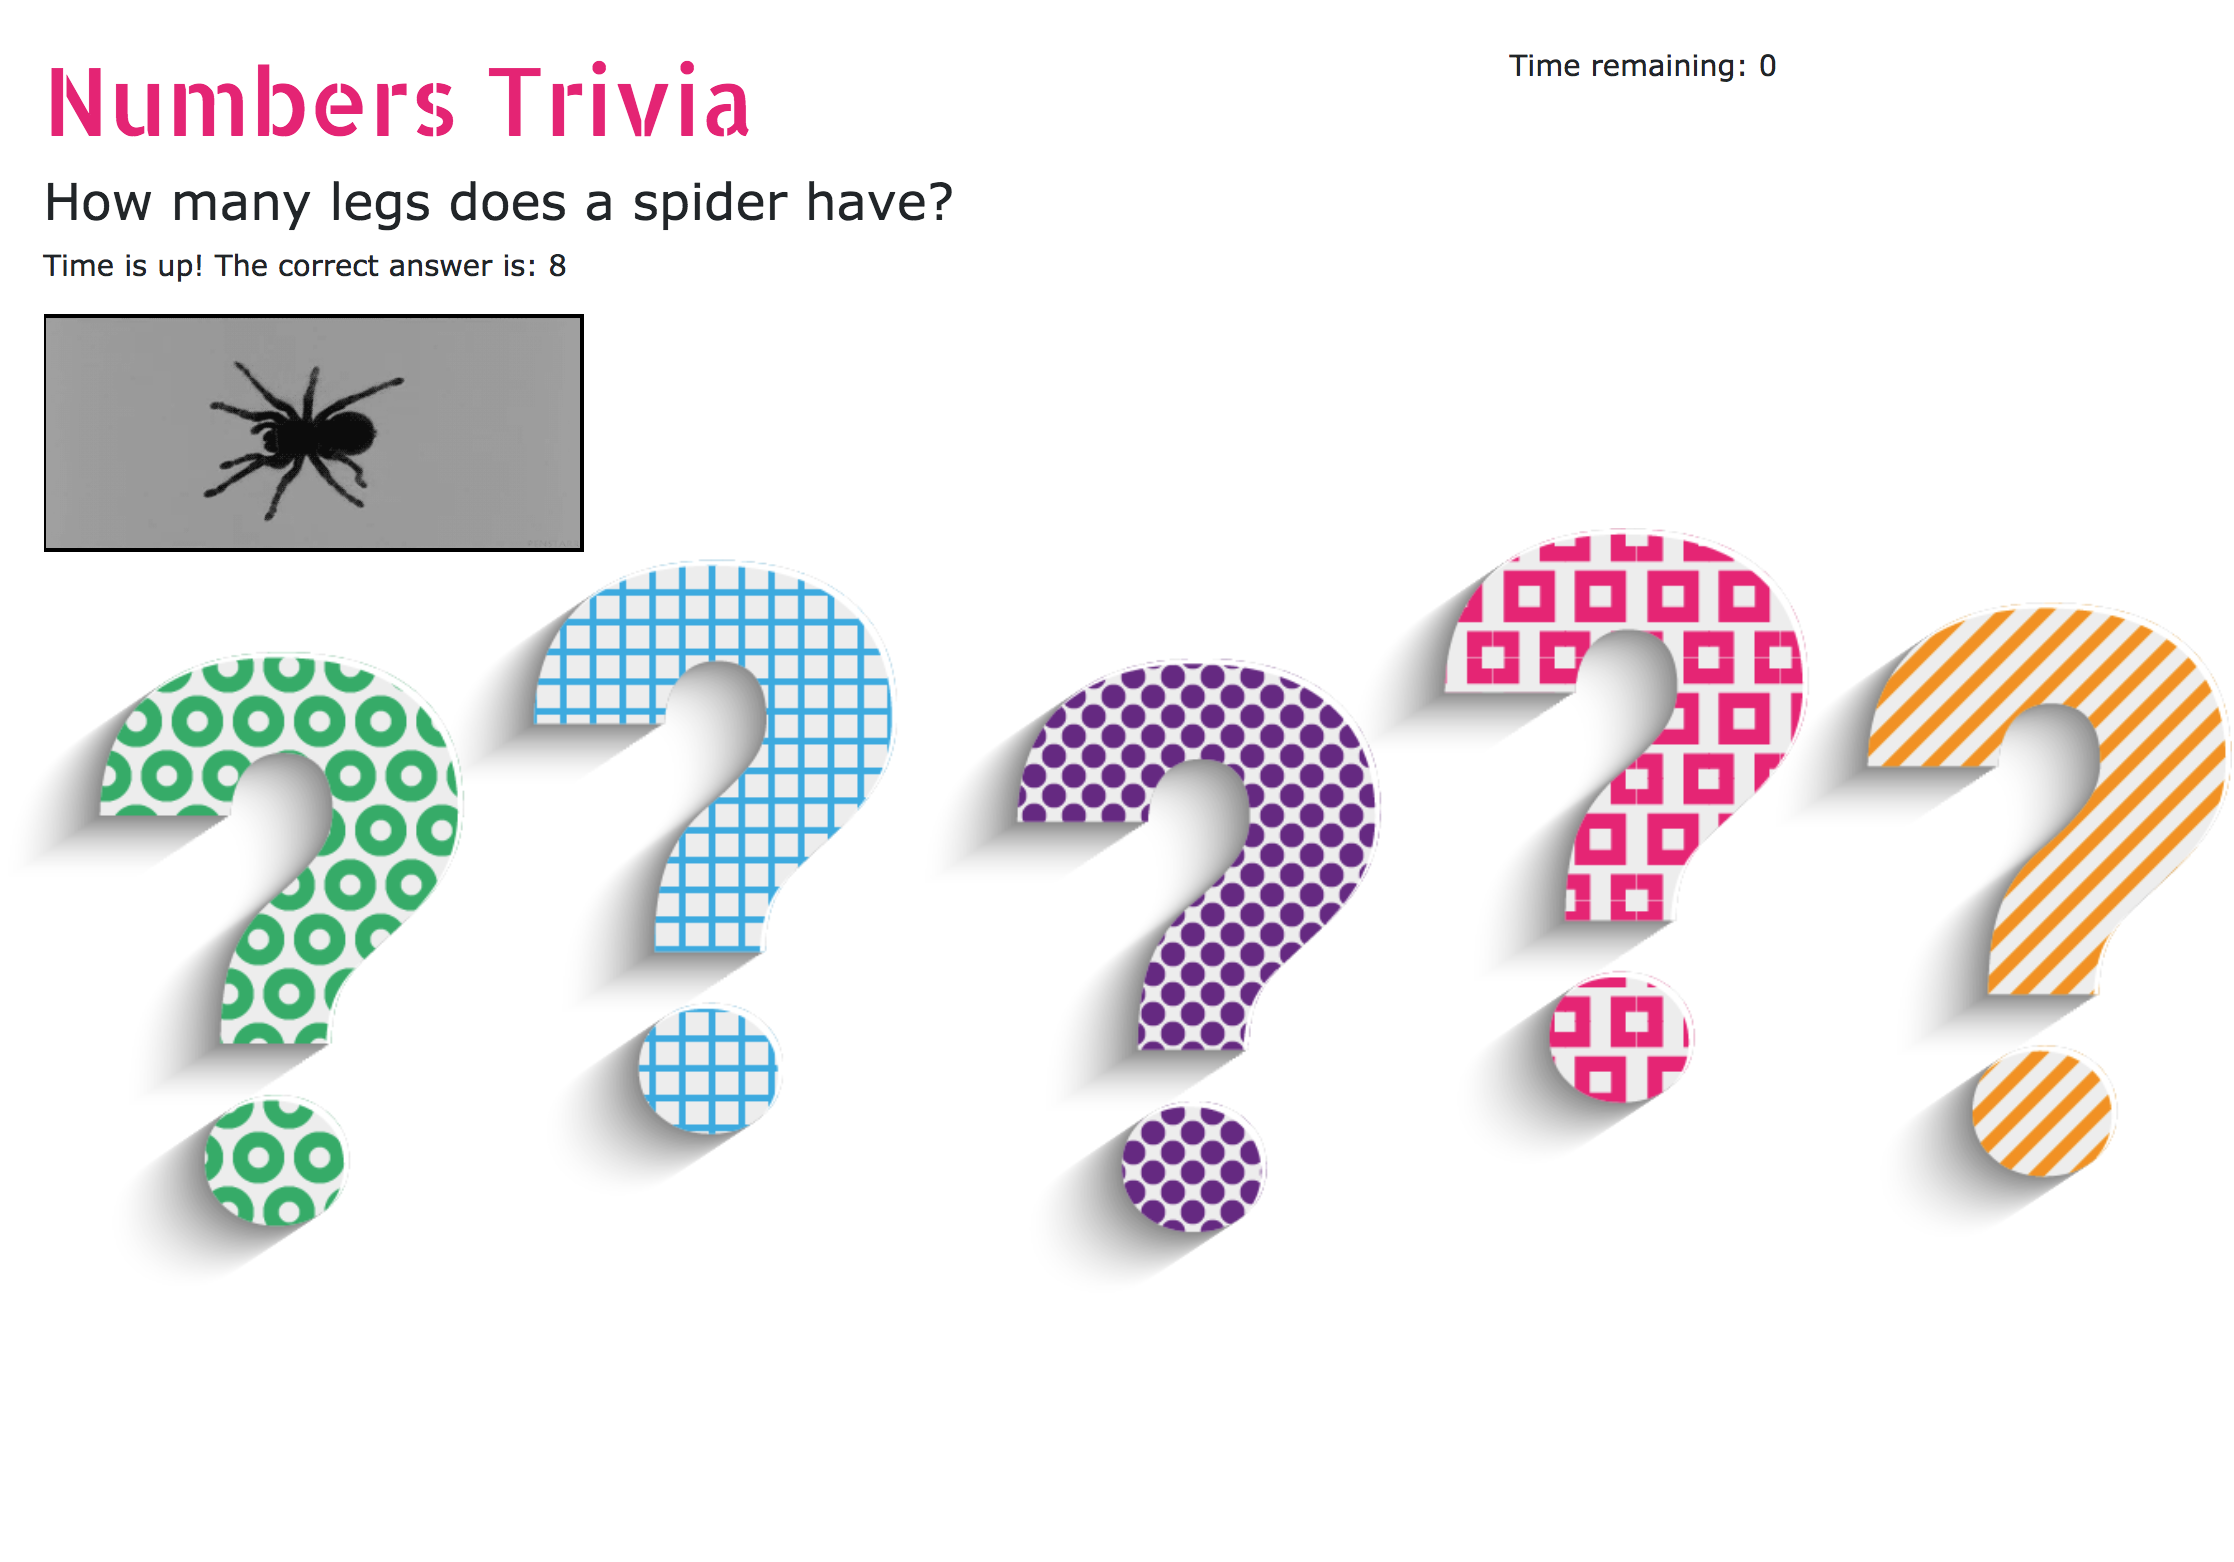 Numbers Trivia
Time remaining: 0
How many legs does a spider have?
Time is up! The correct answer is: 8